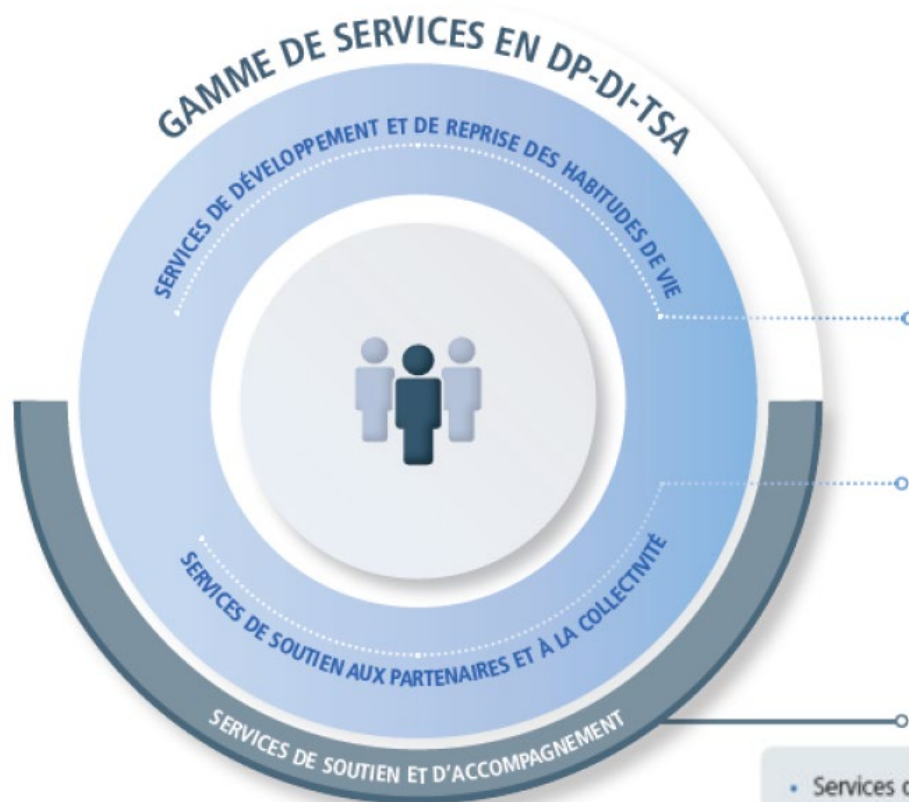 GAMME DE SERVICES EN DP-DI-TSA
SERVICES DE DÉVELOPPEMENT ET DE REPRISE DES HABITUDES DE VIE
SERVICES DE SOUTIEN AUX PARTENAIRES ET À LA COLLECTIVITÉ
SERVICES DE SOUTIEN ET D'ACCOMPAGNEMENT
• Services